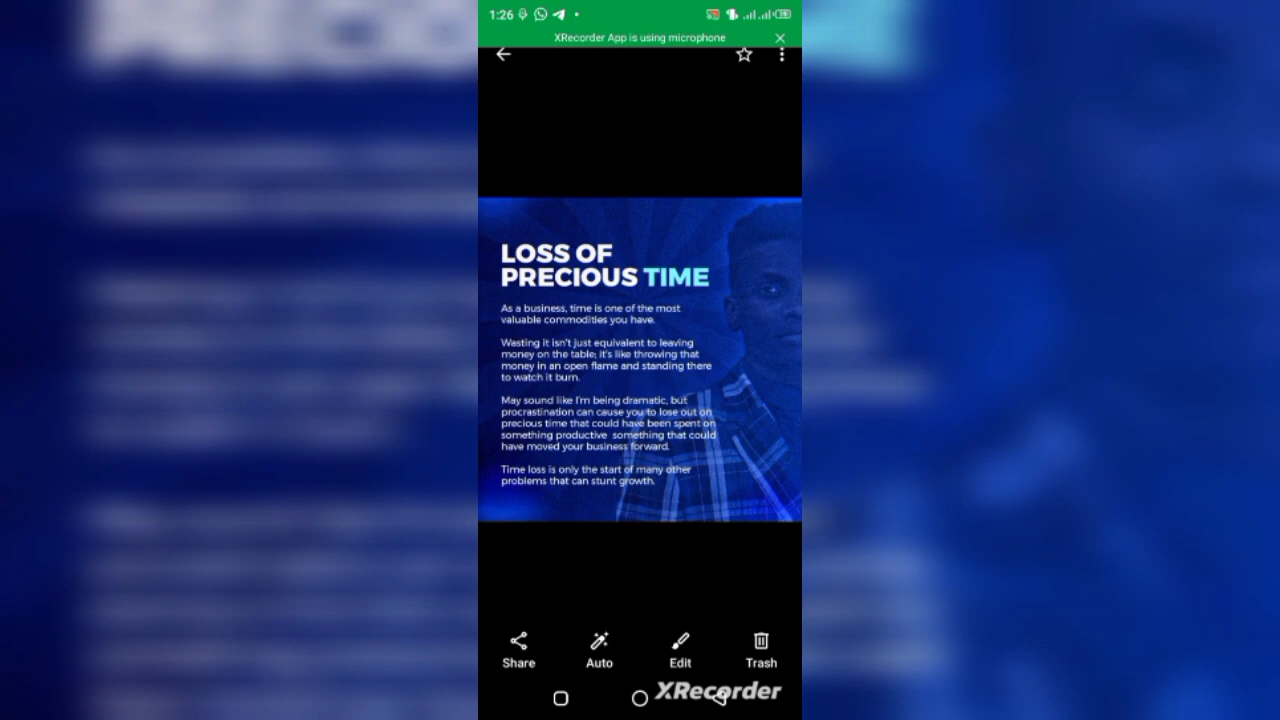 1:26
XRecorder App is using microphone
LOSS OF
PRECIOUS TIME
As a business, time is one of the most
valuable commodities you have.
Wasting it isn't just equivalent to leaving
money on the table; it's like throwing that
money in an open flame and standing there
to watch it burn.
May sound like I'm being dramatic, but
procrastination can cause you to lose out on
precious time that could have been spent on
something productive something that could
have moved your business forward.
Time loss is only the start of many other
problems that can stunt growth.
Share
Auto
Edit
Trash
XRecorder